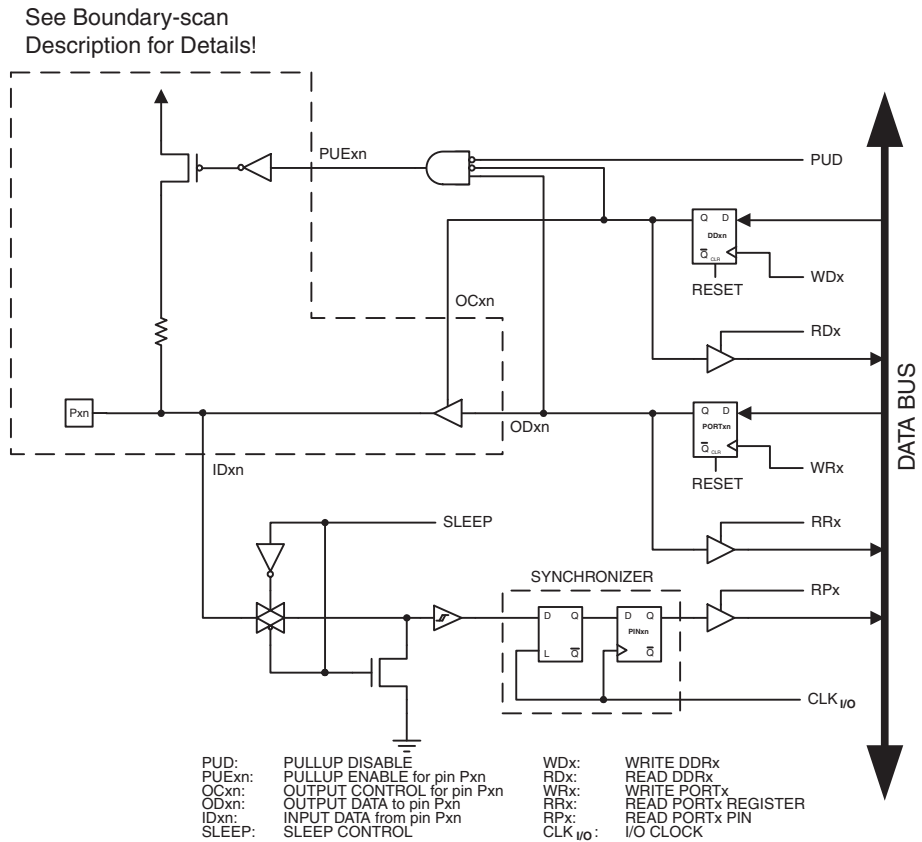 See Boundary-scan
Description for Details!
PUExn
PUD
Q D
DDxn
Q CLR
WDx
RESET
OCxn
RDx
Pxn
ODxn
Q D
PORTxn
Q CLR
WRx
RESET
IDxn
DATA BUS
SLEEP
RRx
SYNCHRONIZER
RPx
D Q
L Q
D Q
PINxn
Q
CLK I/O
PUD: PULLUP DISABLE
PUExn: PULLUP ENABLE for pin Pxn
OCxn: OUTPUT CONTROL for pin Pxn
ODxn: OUTPUT DATA to pin Pxn
IDxn: INPUT DATA from pin Pxn
SLEEP: SLEEP CONTROL
WDx: WRITE DDRx
RDx: READ DDRx
WRx: WRITE PORTx
RRx: READ PORTx REGISTER
RPx: READ PORTx PIN
CLK I/O: I/O CLOCK